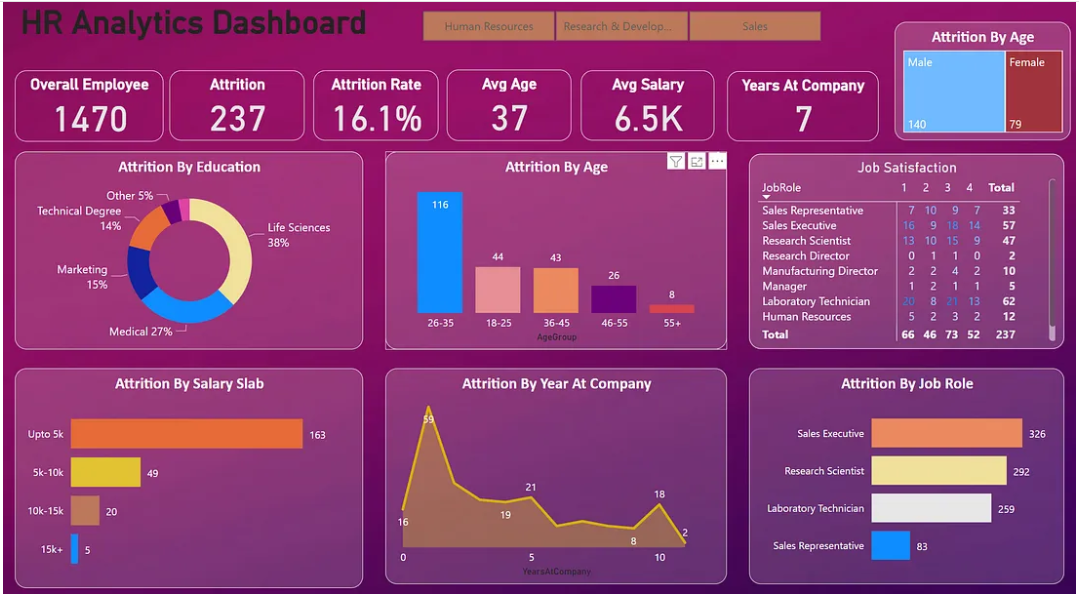 HR Analytics Dashboard
Human Resources
Research & Develop...
Sales
Attrition By Age
Male
Female
140
79
Overall Employee
1470
Attrition
237
Attrition Rate
16.1%
Avg Age
37
Avg Salary
6.5K
Years At Company
7
Attrition By Education
Other 5%
Technical Degree
14%
Life Sciences
38%
Marketing
15%
Medical 27%
Attrition By Age
116
44
43
26
8
26-35 18-25 36-45 46-55 55+
AgeGroup
Job Satisfaction
JobRole 1 2 3 4 Total
Sales Representative 7 10 9 7 33
Sales Executive 16 9 18 14 57
Research Scientist 13 10 15 9 47
Research Director 0 1 1 0 2
Manufacturing Director 2 2 4 2 10
Manager 1 2 1 1 5
Laboratory Technician 20 8 21 13 62
Human Resources 5 2 3 2 12
Total 66 46 73 52 237
Attrition By Salary Slab
Upto 5k 163
5k-10k 49
10k-15k 20
15k+ 5
Attrition By Year At Company
59
16
19
21
8
18
2
0 5 10
YearsAtCompany
Attrition By Job Role
Sales Executive 326
Research Scientist 292
Laboratory Technician 259
Sales Representative 83